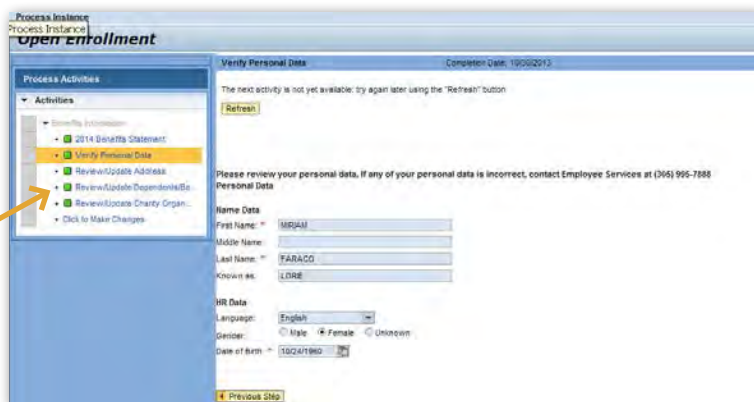 Process Instance
Process Instance
Open Enrollment
Verify Personal Data Completion Date: 10/30/2013
Process Activities
The next activity is not yet available: try again later using the "Refresh" button
Activities
Refresh
Benefits Information
2014 Benefits Statement
Verify Personal Data
Review/Update Address
Review/Update Dependents/Be...
Review/Update Charity Organ...
Click to Make Changes
Please review your personal data, If any of your personal data is incorrect, contact Employee Services at (366) 995-7888
Personal Data
Name Data
First Name: * MIRIAM
Middle Name:
Last Name: * FARACO
Known as: LORIE
HR Data
Language: English
Gender: Male Female Unknown
Date of Birth: * 10/24/1960
Previous Step